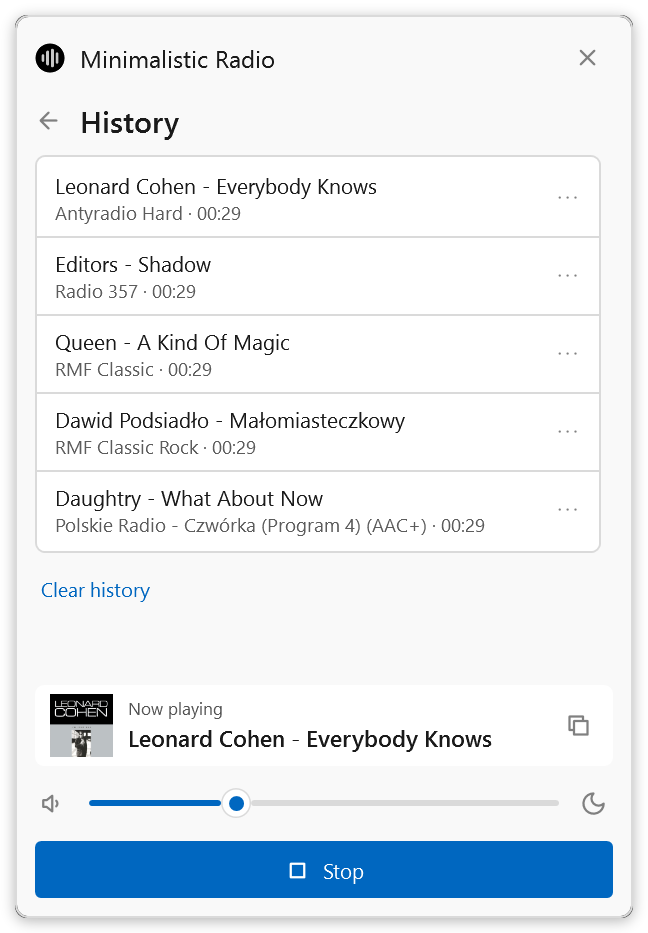 Minimalistic Radio
History
Leonard Cohen - Everybody Knows
Antyradio Hard · 00:29
Editors - Shadow
Radio 357 · 00:29
Queen - A Kind Of Magic
RMF Classic · 00:29
Dawid Podsiadło - Małomiasteczkowy
RMF Classic Rock · 00:29
Daughtry - What About Now
Polskie Radio - Czwórka (Program 4) (AAC+) · 00:29
Clear history
LEONARD
COHEN
Now playing
Leonard Cohen - Everybody Knows
Stop